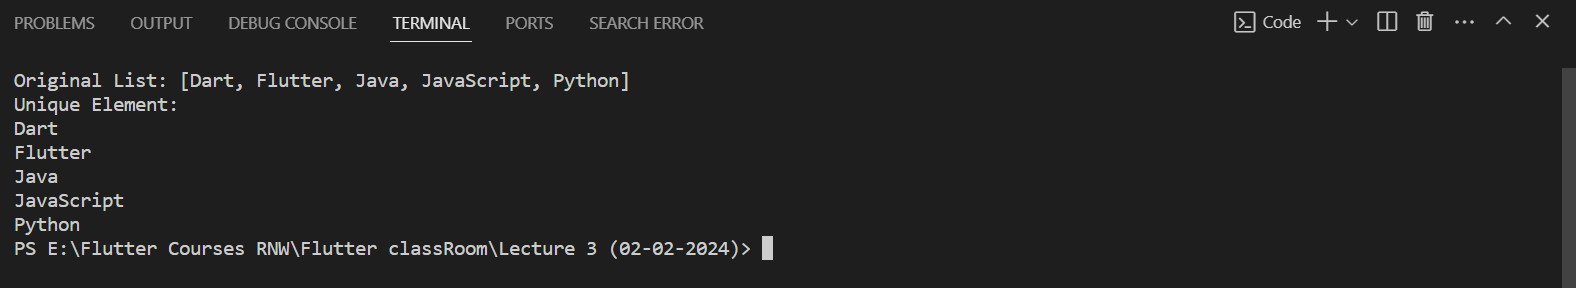 PROBLEMS OUTPUT DEBUG CONSOLE TERMINAL PORTS SEARCH ERROR Code
Original List: [Dart, Flutter, Java, JavaScript, Python]
Unique Element:
Dart
Flutter
Java
JavaScript
Python
PS E:\Flutter Courses RNW\Flutter classRoom\Lecture 3 (02-02-2024)>